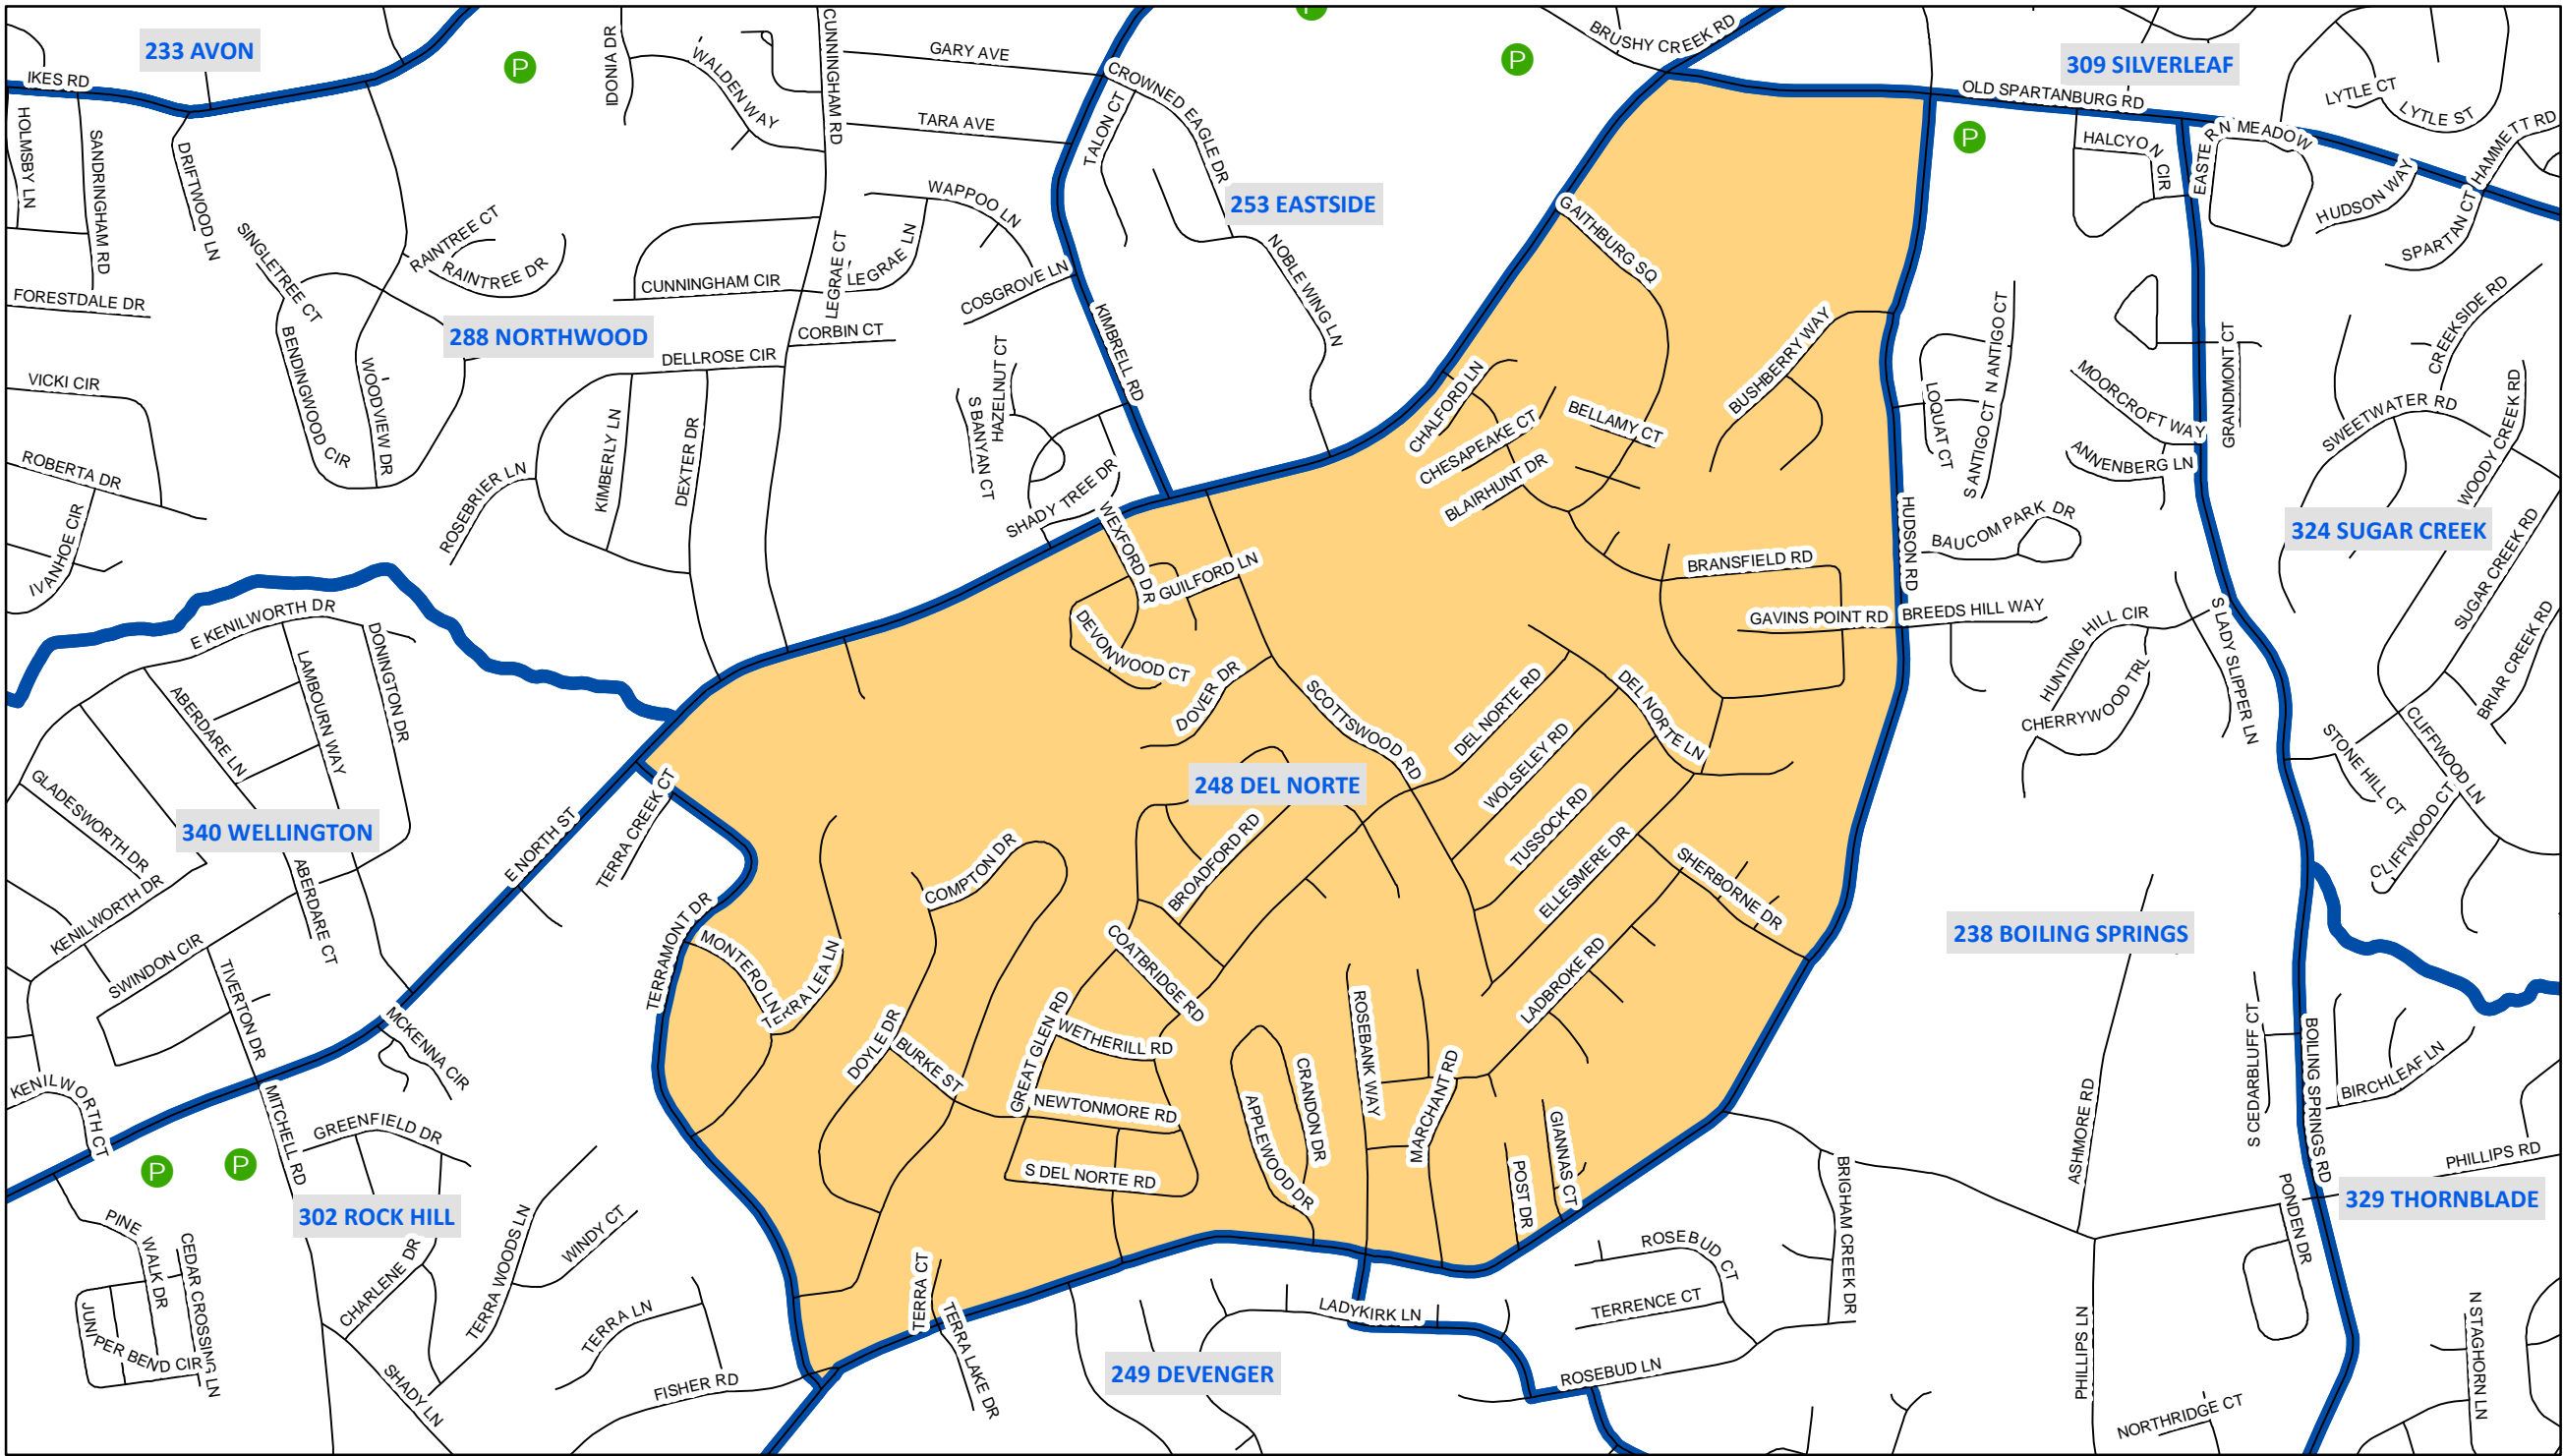 233 AVON
IKES RD
P
IDONIA DR
WALDEN WAY
CUNNINGHAM RD
GARY AVE
TARA AVE
P
CROWNED EAGLE DR
TALON CT
P
BRUSHY CREEK RD
309 SILVERLEAF
OLD SPARTANBURG RD
P
LYTLE CT
LYTLE ST
HAMMETT RD
HALCYON CIR
EASTERN MEADOW
HUDSON WAY
SPARTAN CT
HOLMSBY LN
SANDRINGHAM RD
DRIFTWOOD LN
SINGLETREE CT
RAINTREE CT
RAINTREE DR
WAPPOO LN
LEGRAE LN
LEGRAE CT
253 EASTSIDE
GAITHBURG SQ
NOBLE WING LN
COSGROVE LN
CUNNINGHAM CIR
FORESTDALE DR
288 NORTHWOOD
CORBIN CT
DELLROSE CIR
KIMBRELL RD
BENDINGWOOD CIR
WOODVIEW DR
VICKI CIR
ROBERTA DR
IVANHOE CIR
ROSEBRIER LN
KIMBERLY LN
DEXTER DR
HAZELNUT CT
S BANYAN CT
SHADY TREE DR
CHALFORD LN
CHESAPEAKE CT
BLAIRHUNT DR
BELLAMY CT
BUSHBERRY WAY
LOQUAT CT
N ANTIGO CT
S ANTIGO CT
MOORCROFT WAY
GRANDMONT CT
ANNENBERG LN
CREEKSIDE RD
SWEETWATER RD
WOODY CREEK RD
324 SUGAR CREEK
SUGAR CREEK RD
BRIAR CREEK RD
BAUCOM PARK DR
HUDSON RD
WEXFORD DR
GUILFORD LN
DEVONWOOD CT
DOVER DR
BRANSFIELD RD
GAVINS POINT RD
BREEDS HILL WAY
HUNTING HILL CIR
CHERRYWOOD TRL
S LADY SLIPPER LN
E KENILWORTH DR
DONINGTON DR
LAMBOURN WAY
ABERDARE LN
GLADESWORTH DR
340 WELLINGTON
KENILWORTH DR
ABERDARE CT
SWINDON CIR
TIVERTON DR
E NORTH ST
TERRA CREEK CT
SCOTTSWOOD RD
DEL NORTE RD
DEL NORTE LN
WOLSELEY RD
TUSSOCK RD
ELLESMERE DR
SHERBORNE DR
248 DEL NORTE
BROADFORD RD
COMPTON DR
COATBRIDGE RD
STONE HILL CT
CLIFFWOOD LN
CLIFFWOOD CT
238 BOILING SPRINGS
TERRAMONT DR
MONTERO LN
TERRA LEA LN
DOYLE DR
BURKE ST
GREAT GLEN RD
WETHERILL RD
NEWTONMORE RD
S DEL NORTE RD
LADBROKE RD
ROSEBANK WAY
CRANDON DR
APPLEWOOD DR
MARCHANT RD
GIANNAS CT
POST DR
KENILWORTH CT
MCKENNA CIR
MITCHELL RD
GREENFIELD DR
P
P
302 ROCK HILL
PINE WALK DR
CEDAR CROSSING LN
JUNIPER BEND CIR
CHARLENE DR
SHADY LN
TERRA WOODS LN
WINDY CT
TERRA LN
FISHER RD
TERRA CT
TERRA LAKE DR
249 DEVENGER
LADYKIRK LN
ROSEBUD CT
TERRENCE CT
ROSEBUD LN
BRIGHAM CREEK DR
ASHMORE RD
PHILLIPS LN
S CEDARBLUFF CT
BOILING SPRINGS RD
BIRCHLEAF LN
PHILLIPS RD
329 THORNBLADE
PONDEN DR
NORTHRIDGE CT
N STAGHORN LN